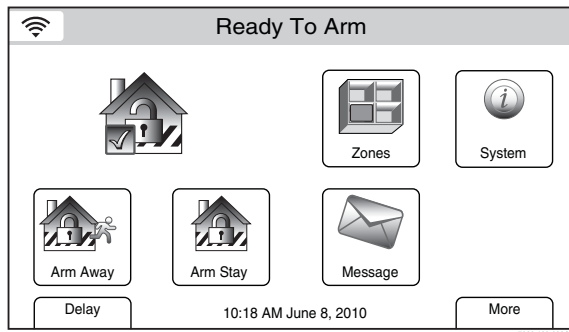 Ready To Arm
Zones
System
Arm Away
Arm Stay
Message
Delay
10:18 AM June 8, 2010
More